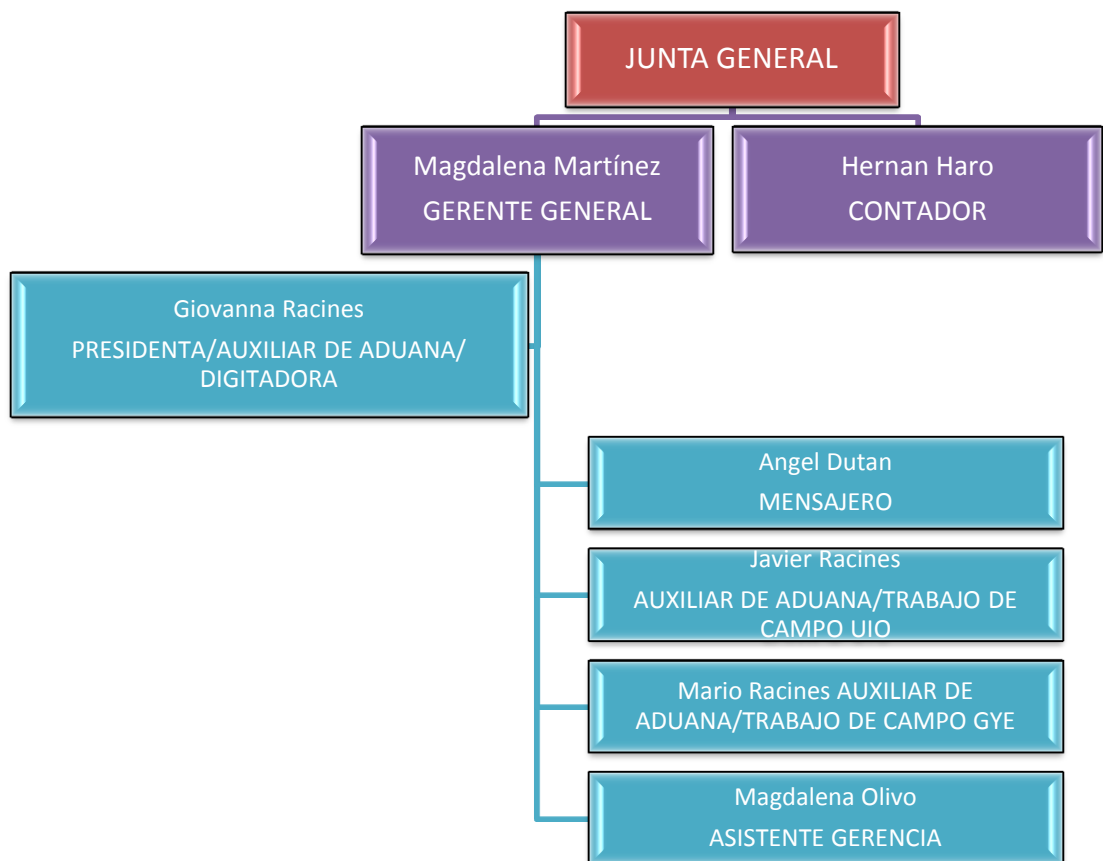 JUNTA GENERAL
Magdalena Martínez
GERENTE GENERAL
Hernan Haro
CONTADOR
Giovanna Racines
PRESIDENTA/AUXILIAR DE ADUANA/
DIGITADORA
Angel Dutan
MENSAJERO
Javier Racines
AUXILIAR DE ADUANA/TRABAJO DE
CAMPO UIO
Mario Racines AUXILIAR DE
ADUANA/TRABAJO DE CAMPO GYE
Magdalena Olivo
ASISTENTE GERENCIA